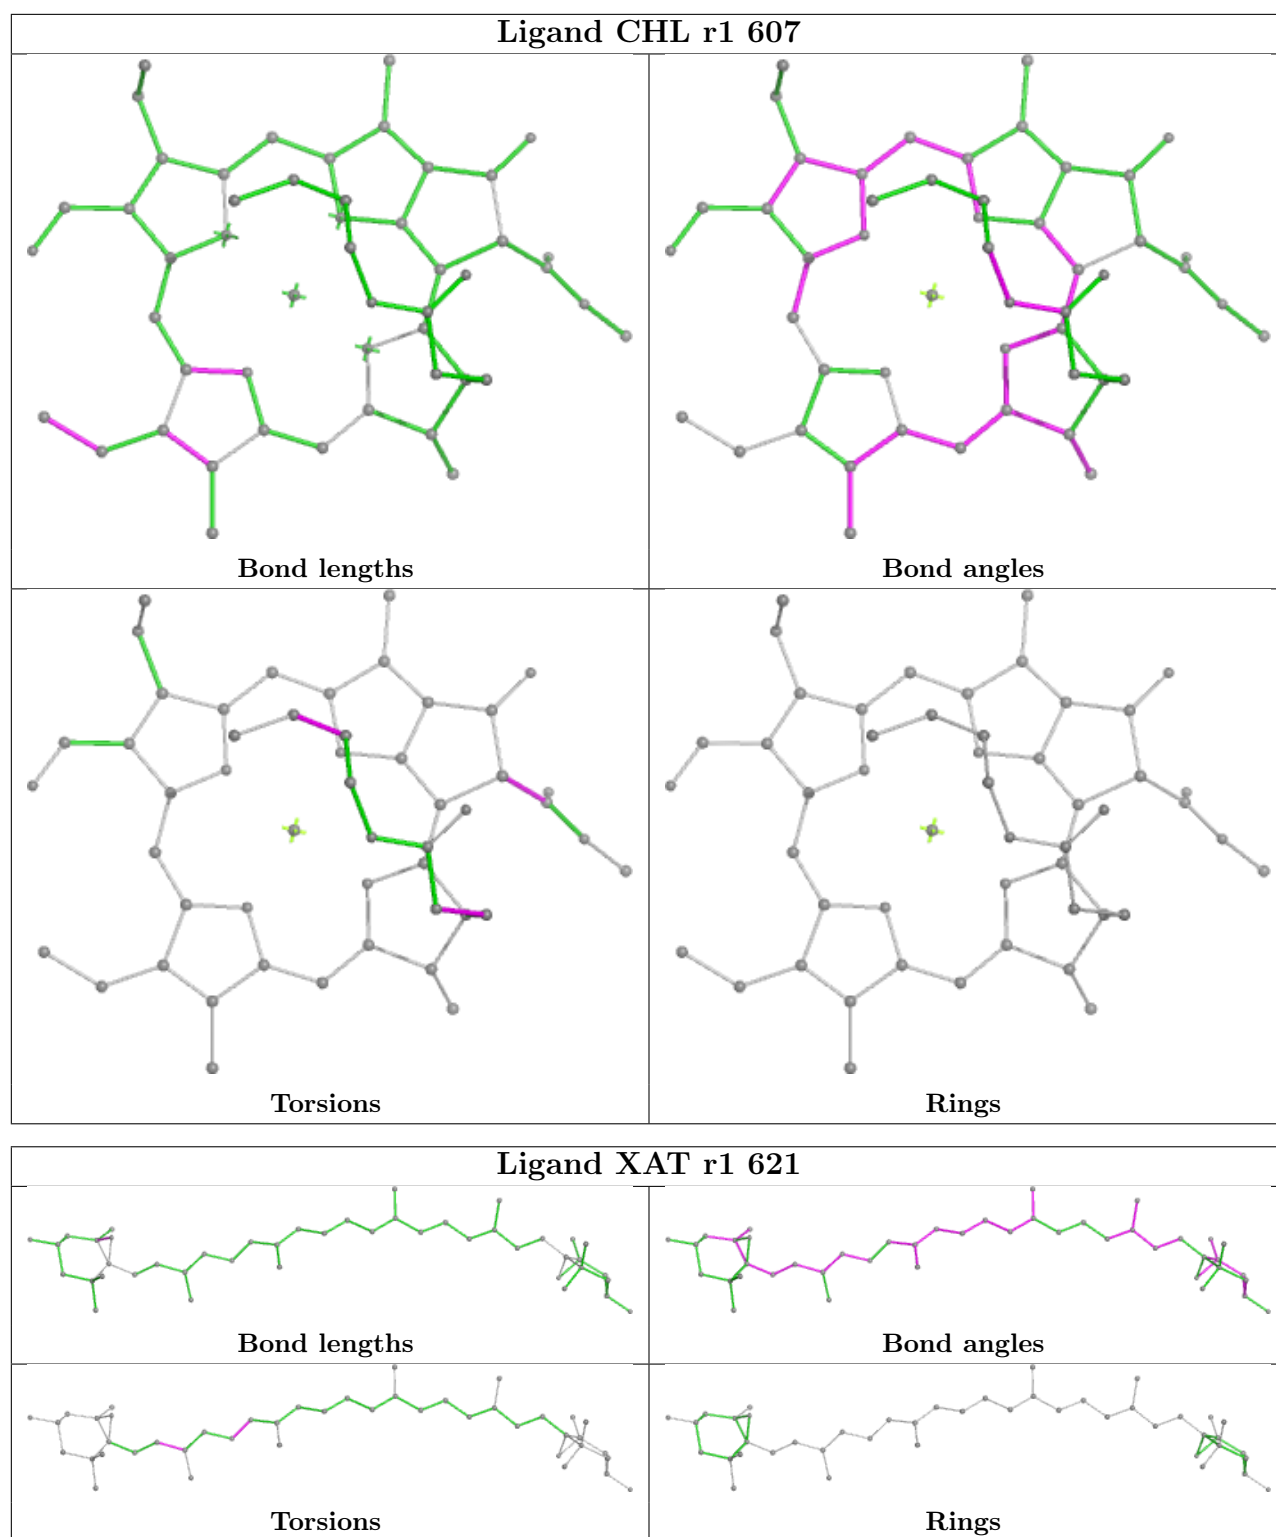 Ligand CHL r1 607
Bond lengths
Bond angles
Torsions
Rings
Ligand XAT r1 621
Bond lengths
Bond angles
Torsions
Rings